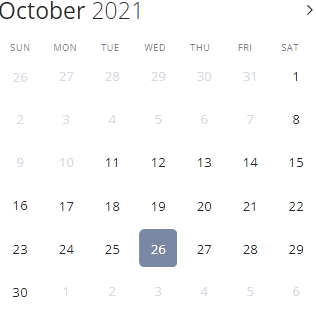 October 2021
SUN MON TUE WED THU FRI SAT
26 27 28 29 30 31 1
2 3 4 5 6 7 8
9 10 11 12 13 14 15
16 17 18 19 20 21 22
23 24 25 26 27 28 29
30 1 2 3 4 5 6